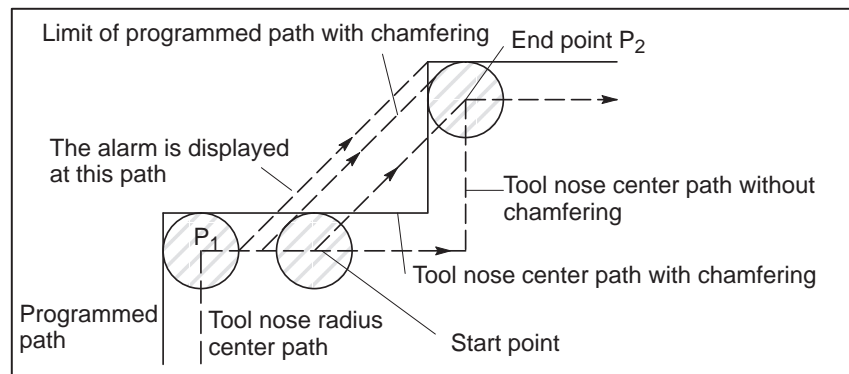 Limit of programmed path with chamfering
End point P2
The alarm is displayed
at this path
Tool nose center path without
chamfering
P1
Tool nose center path with chamfering
Programmed
path
Tool nose radius
center path
Start point